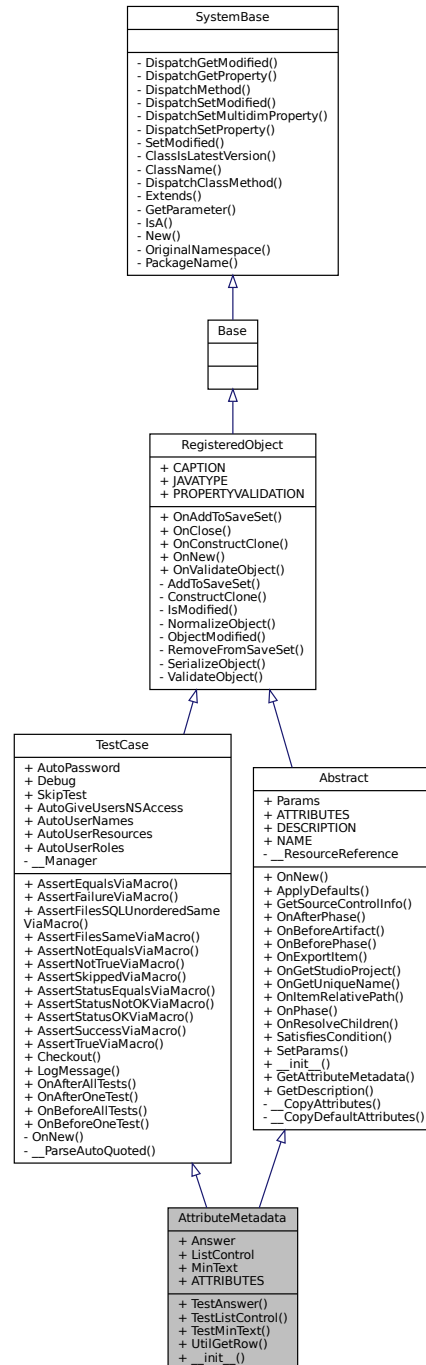 SystemBase
- DispatchGetModified()
- DispatchGetProperty()
- DispatchMethod()
- DispatchSetModified()
- DispatchSetMultidimProperty()
- DispatchSetProperty()
- SetModified()
- ClassIsLatestVersion()
- ClassName()
- DispatchClassMethod()
- Extends()
- GetParameter()
- IsA()
- New()
- OriginalNamespace()
- PackageName()
Base
RegisteredObject
+ CAPTION
+ JAVATYPE
+ PROPERTYVALIDATION
+ OnAddToSaveSet()
+ OnClose()
+ OnConstructClone()
+ OnNew()
+ OnValidateObject()
- AddToSaveSet()
- ConstructClone()
- IsModified()
- NormalizeObject()
- ObjectModified()
- RemoveFromSaveSet()
- SerializeObject()
- ValidateObject()
TestCase
+ AutoPassword
+ Debug
+ SkipTest
+ AutoGiveUsersNSAccess
+ AutoUserNames
+ AutoUserResources
+ AutoUserRoles
- __Manager
+ AssertEqualsViaMacro()
+ AssertFailureViaMacro()
+ AssertFilesSQLUnorderedSame
ViaMacro()
+ AssertFilesSameViaMacro()
+ AssertNotEqualsViaMacro()
+ AssertNotTrueViaMacro()
+ AssertSkippedViaMacro()
+ AssertStatusEqualsViaMacro()
+ AssertStatusNotOKViaMacro()
+ AssertStatusOKViaMacro()
+ AssertSuccessViaMacro()
+ AssertTrueViaMacro()
+ Checkout()
+ LogMessage()
+ OnAfterAllTests()
+ OnAfterOneTest()
+ OnBeforeAllTests()
+ OnBeforeOneTest()
- OnNew()
- __ParseAutoQuoted()
Abstract
+ Params
+ ATTRIBUTES
+ DESCRIPTION
+ NAME
- __ResourceReference
+ OnNew()
+ ApplyDefaults()
+ GetSourceControlInfo()
+ OnAfterPhase()
+ OnBeforeArtifact()
+ OnBeforePhase()
+ OnExportItem()
+ OnGetStudioProject()
+ OnGetUniqueName()
+ OnItemRelativePath()
+ OnPhase()
+ OnResolveChildren()
+ SatisfiesCondition()
+ SetParams()
+ __init__()
+ GetAttributeMetadata()
+ GetDescription()
- __CopyAttributes()
- __CopyDefaultAttributes()
AttributeMetadata
+ Answer
+ ListControl
+ MinText
+ ATTRIBUTES
+ TestAnswer()
+ TestListControl()
+ TestMinText()
+ UtilGetRow()
+ __init__()